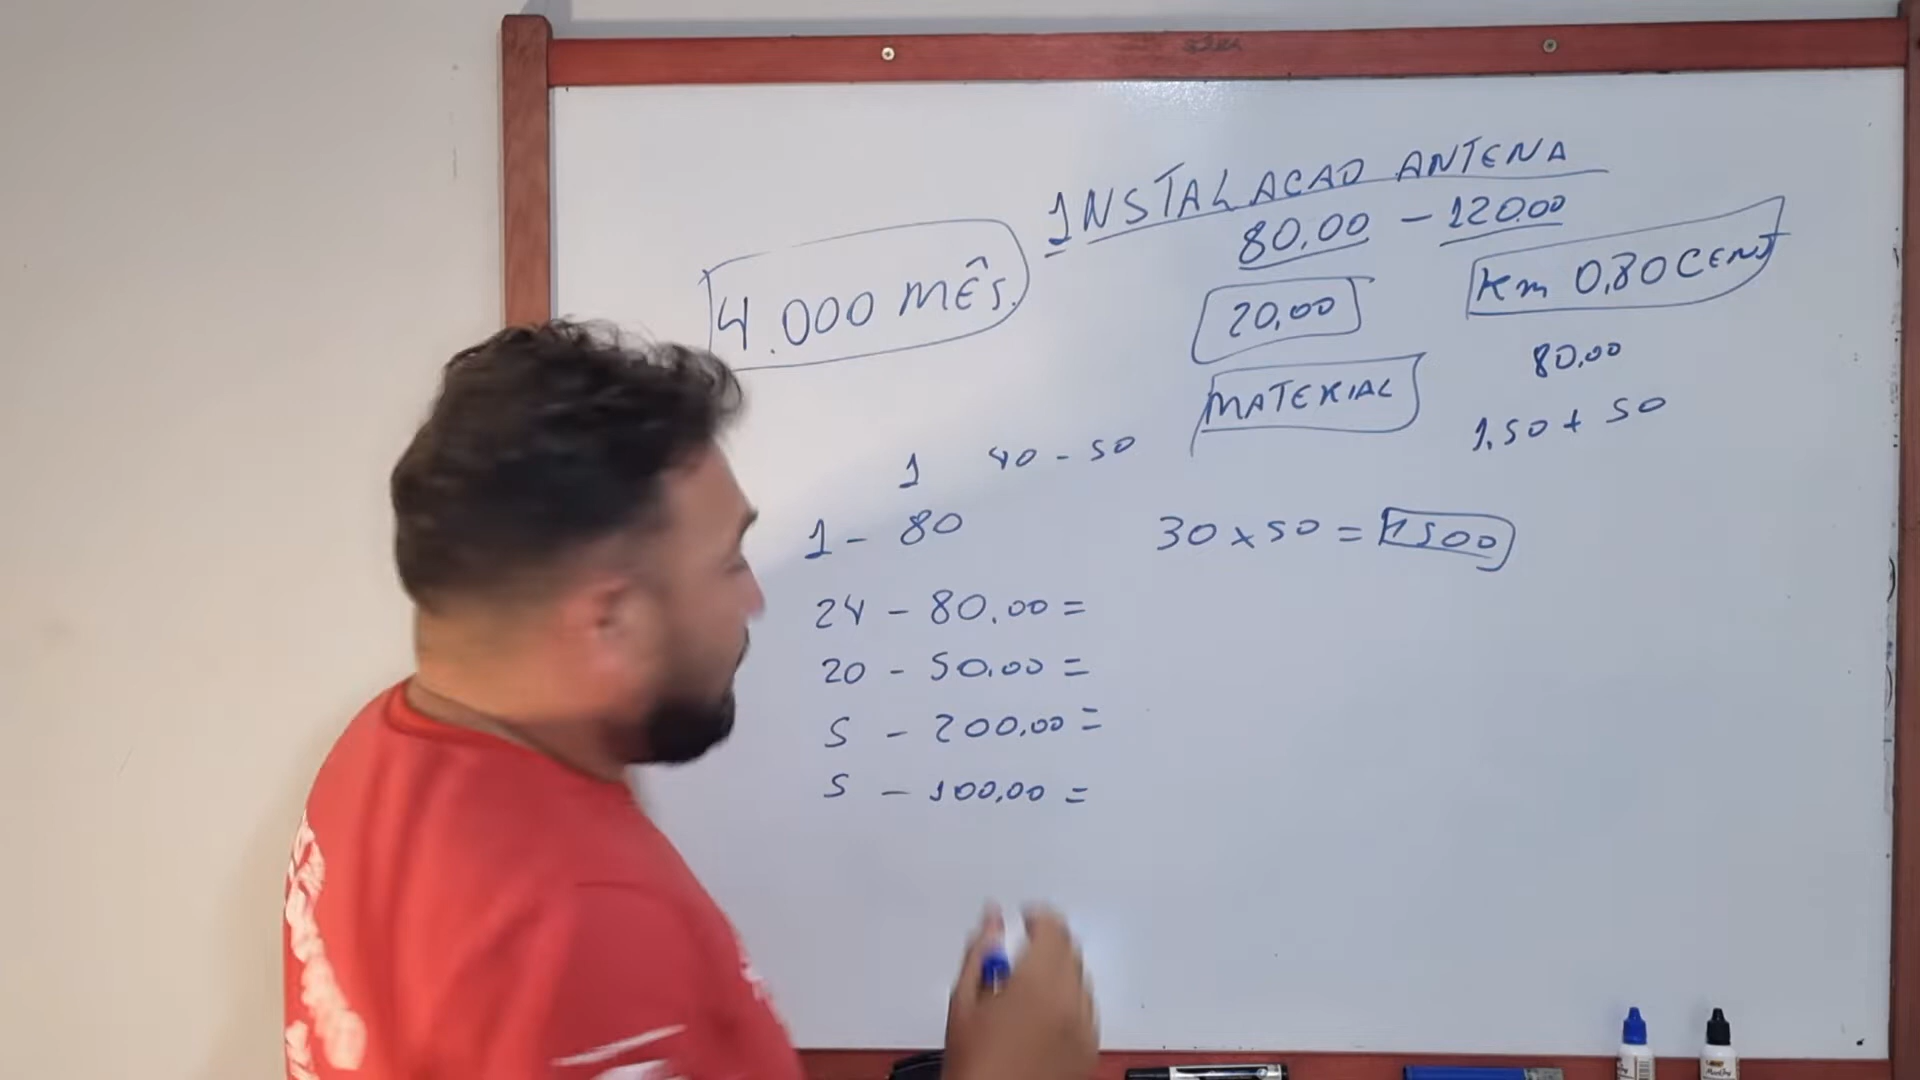 INSTALACAO ANTENA
80,00 - 120,00
4.000 MÊS.
20,00
Km 0,80 CENT
MATERIAL
80,00
1,50 + 50
1 40 - 50
1 - 80
30 x 50 = 1500
24 - 80.00 =
20 - 50.00 =
5 - 200,00 =
5 - 100,00 =